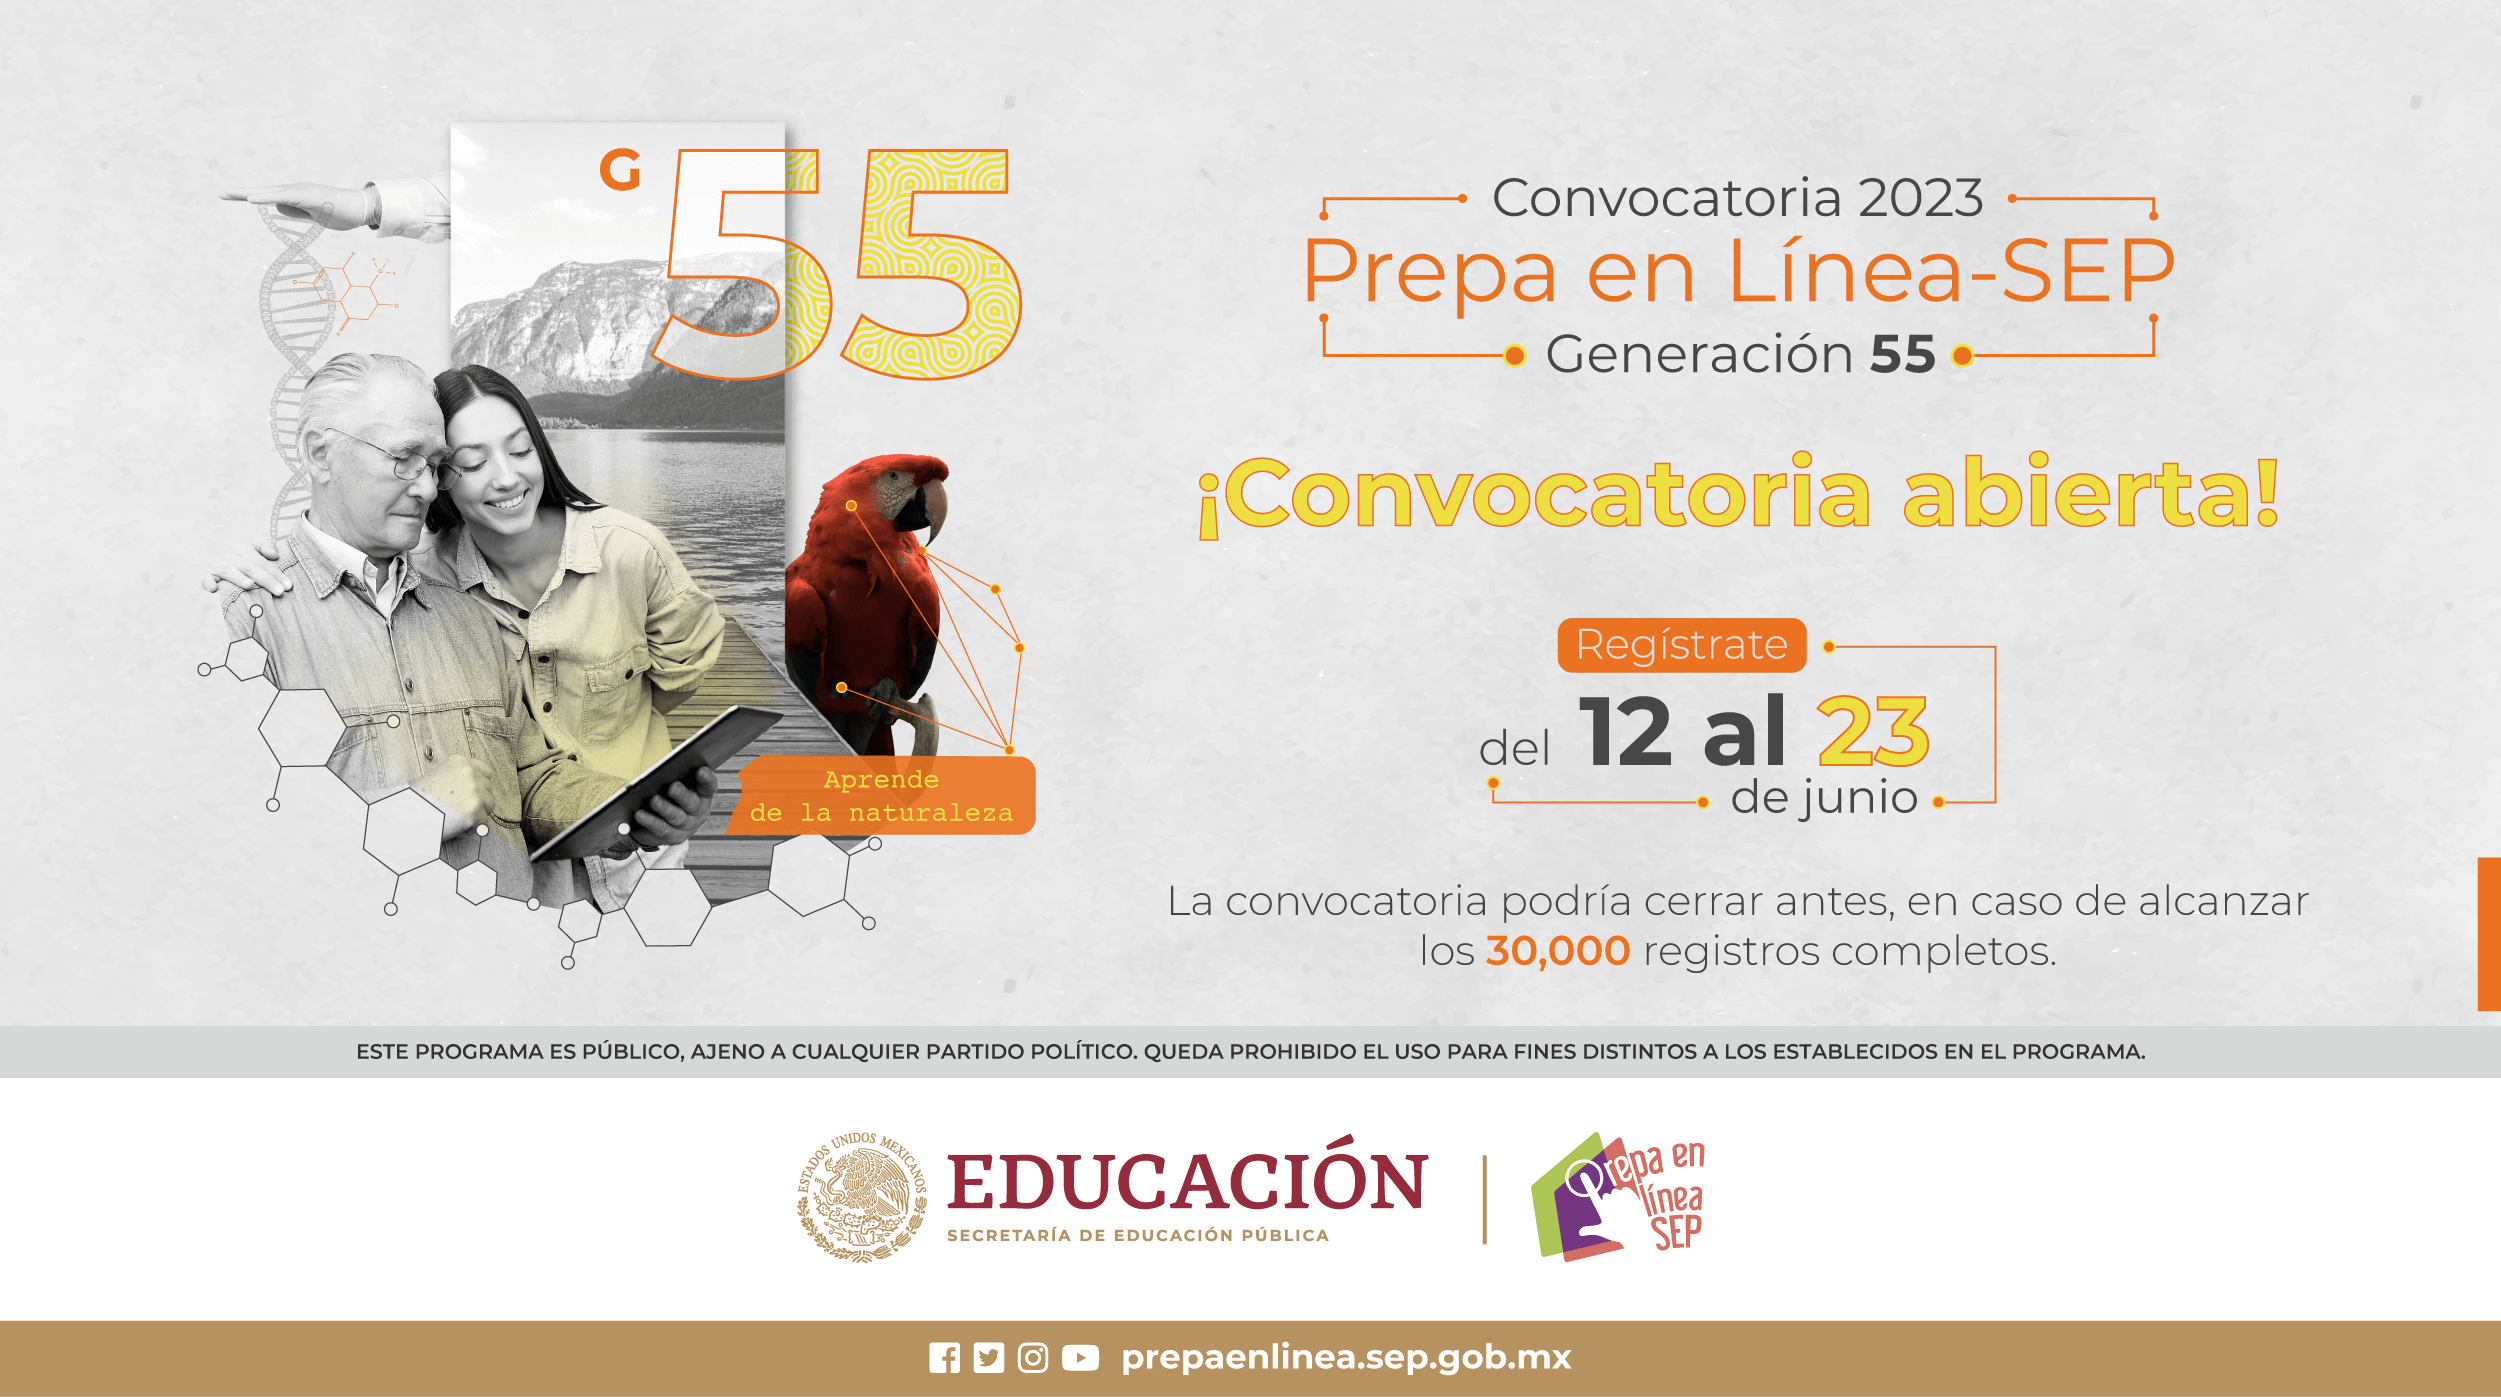 G 55
Aprende
de la naturaleza
Convocatoria 2023
Prepa en Línea-SEP
Generación 55
¡Convocatoria abierta!
Regístrate
del 12 al 23
de junio
La convocatoria podría cerrar antes, en caso de alcanzar
los 30,000 registros completos.
ESTE PROGRAMA ES PÚBLICO, AJENO A CUALQUIER PARTIDO POLÍTICO. QUEDA PROHIBIDO EL USO PARA FINES DISTINTOS A LOS ESTABLECIDOS EN EL PROGRAMA.
ESTADOS UNIDOS MEXICANOS
EDUCACIÓN
SECRETARÍA DE EDUCACIÓN PÚBLICA
Prepa en
línea
SEP
prepaenlinea.sep.gob.mx